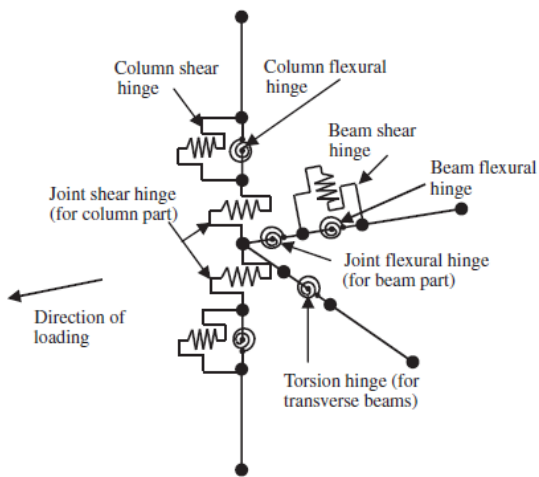 Column shear
hinge
Column flexural
hinge
Beam shear
hinge
Beam flexural
hinge
Joint shear hinge
(for column part)
Joint flexural hinge
(for beam part)
Direction of
loading
Torsion hinge (for
transverse beams)